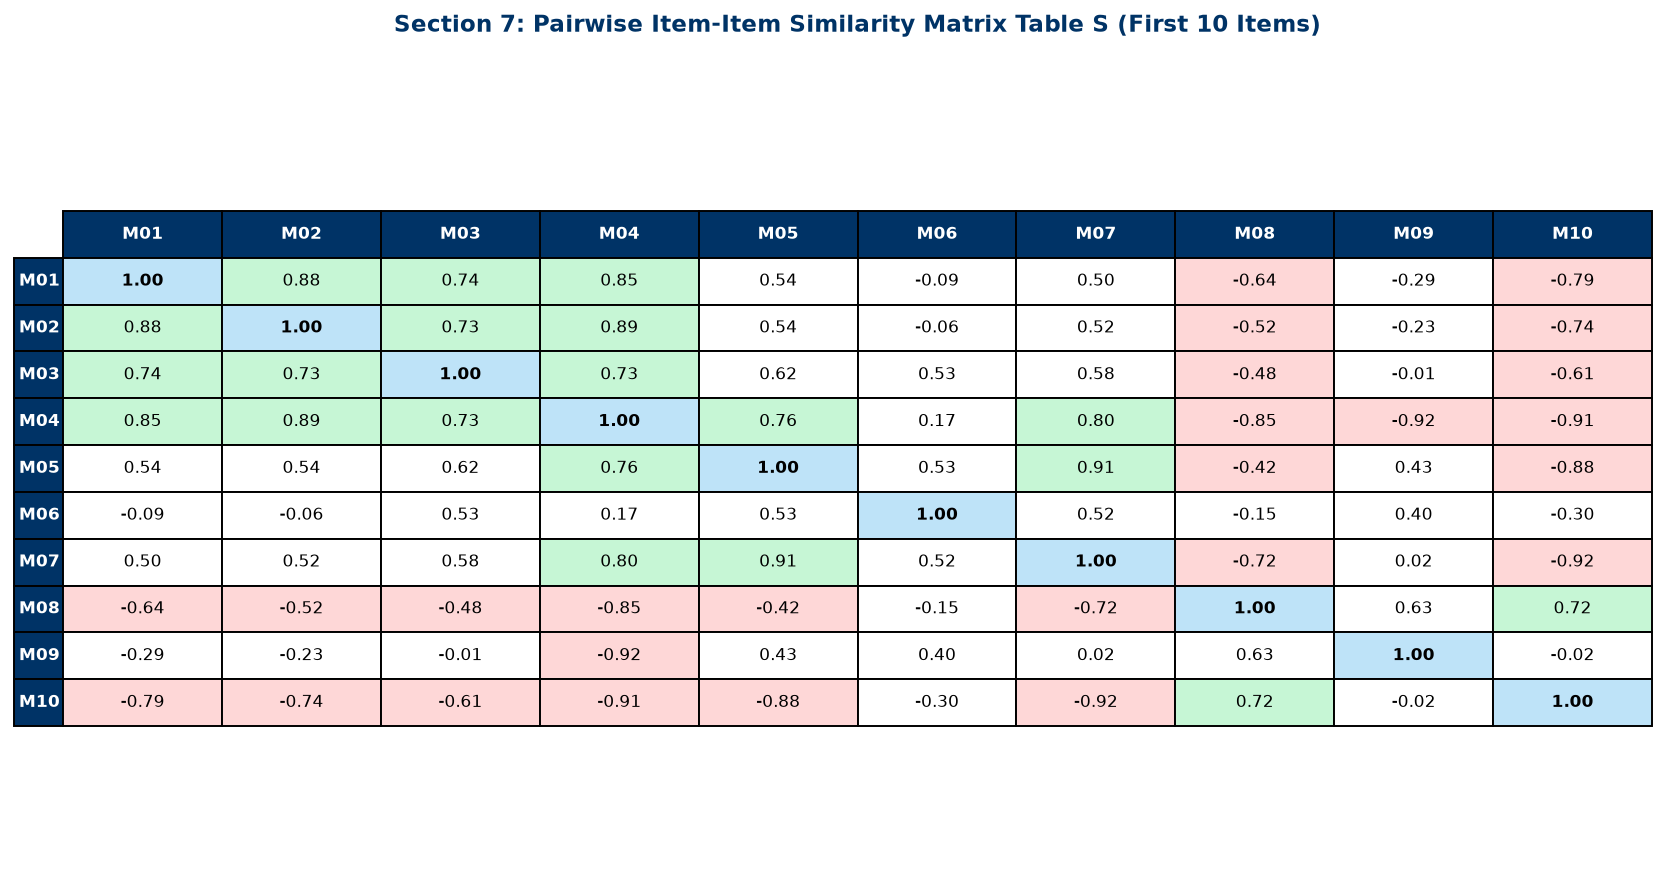 Section 7: Pairwise Item-Item Similarity Matrix Table S (First 10 Items)
M01 M02 M03 M04 M05 M06 M07 M08 M09 M10
M01 1.00 0.88 0.74 0.85 0.54 -0.09 0.50 -0.64 -0.29 -0.79
M02 0.88 1.00 0.73 0.89 0.54 -0.06 0.52 -0.52 -0.23 -0.74
M03 0.74 0.73 1.00 0.73 0.62 0.53 0.58 -0.48 -0.01 -0.61
M04 0.85 0.89 0.73 1.00 0.76 0.17 0.80 -0.85 -0.92 -0.91
M05 0.54 0.54 0.62 0.76 1.00 0.53 0.91 -0.42 0.43 -0.88
M06 -0.09 -0.06 0.53 0.17 0.53 1.00 0.52 -0.15 0.40 -0.30
M07 0.50 0.52 0.58 0.80 0.91 0.52 1.00 -0.72 0.02 -0.92
M08 -0.64 -0.52 -0.48 -0.85 -0.42 -0.15 -0.72 1.00 0.63 0.72
M09 -0.29 -0.23 -0.01 -0.92 0.43 0.40 0.02 0.63 1.00 -0.02
M10 -0.79 -0.74 -0.61 -0.91 -0.88 -0.30 -0.92 0.72 -0.02 1.00